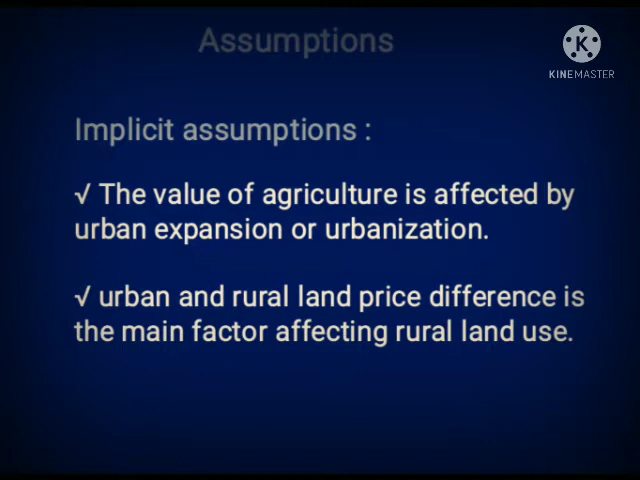 Assumptions
K
KINEMASTER
Implicit assumptions :
√ The value of agriculture is affected by
urban expansion or urbanization.
√ urban and rural land price difference is
the main factor affecting rural land use.